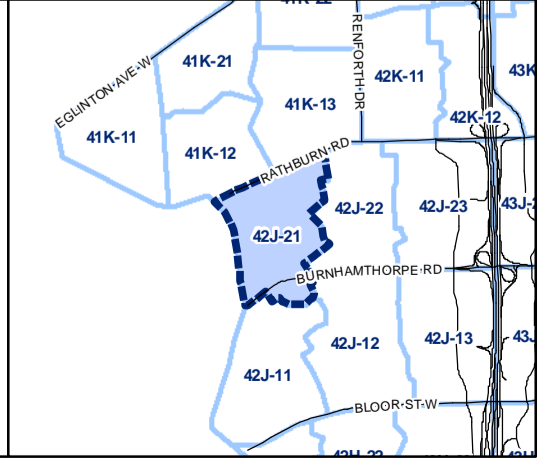 41K-22
41K-21
RENFORTH DR
42K-11
43K
EGLINTON AVE W
41K-13
42K-12
41K-11
41K-12
RATHBURN RD
42J-22
42J-23
43J-2
42J-21
BURNHAMTHORPE RD
42J-12
42J-13
43J
42J-11
BLOOR ST W
42H-22